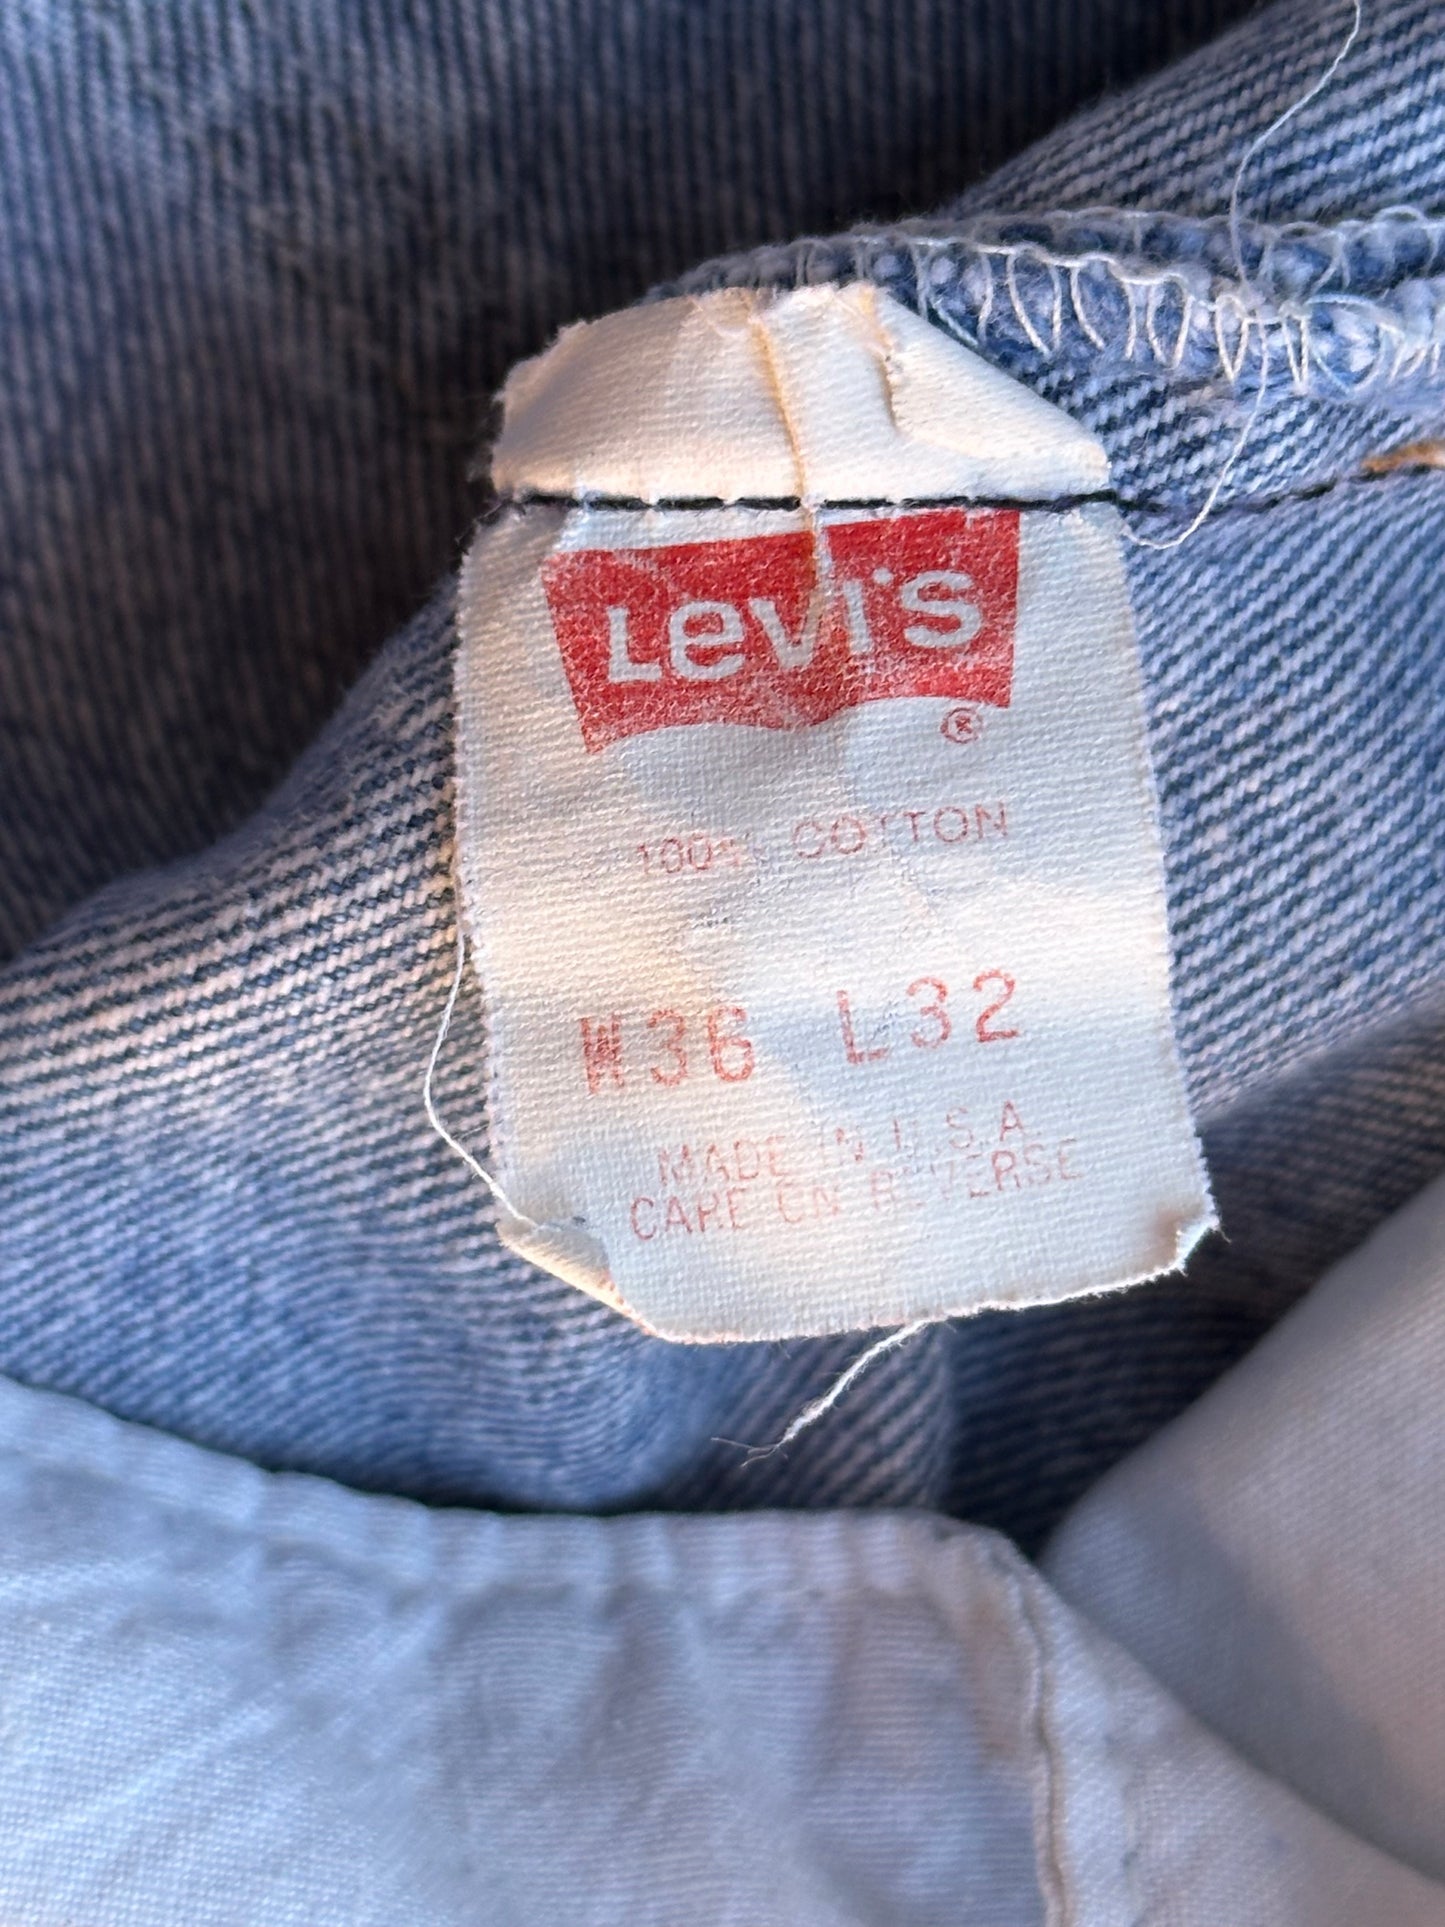 Levi's ®
100% COTTON
W36 L32
MADE IN U.S.A.
CARE ON REVERSE